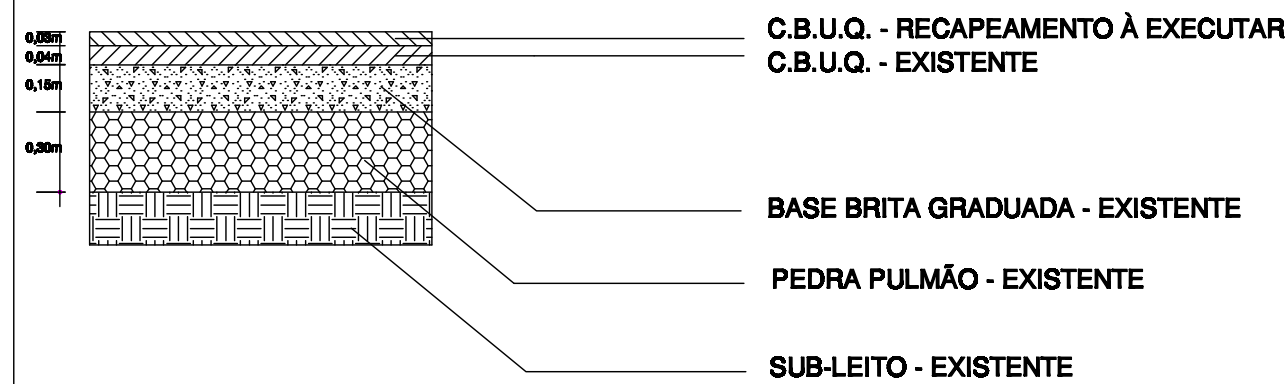 C.B.U.Q. - RECAPEAMENTO À EXECUTAR
0,03m
0,04m
C.B.U.Q. - EXISTENTE
0,15m
0,30m
BASE BRITA GRADUADA - EXISTENTE
PEDRA PULMÃO - EXISTENTE
SUB-LEITO - EXISTENTE